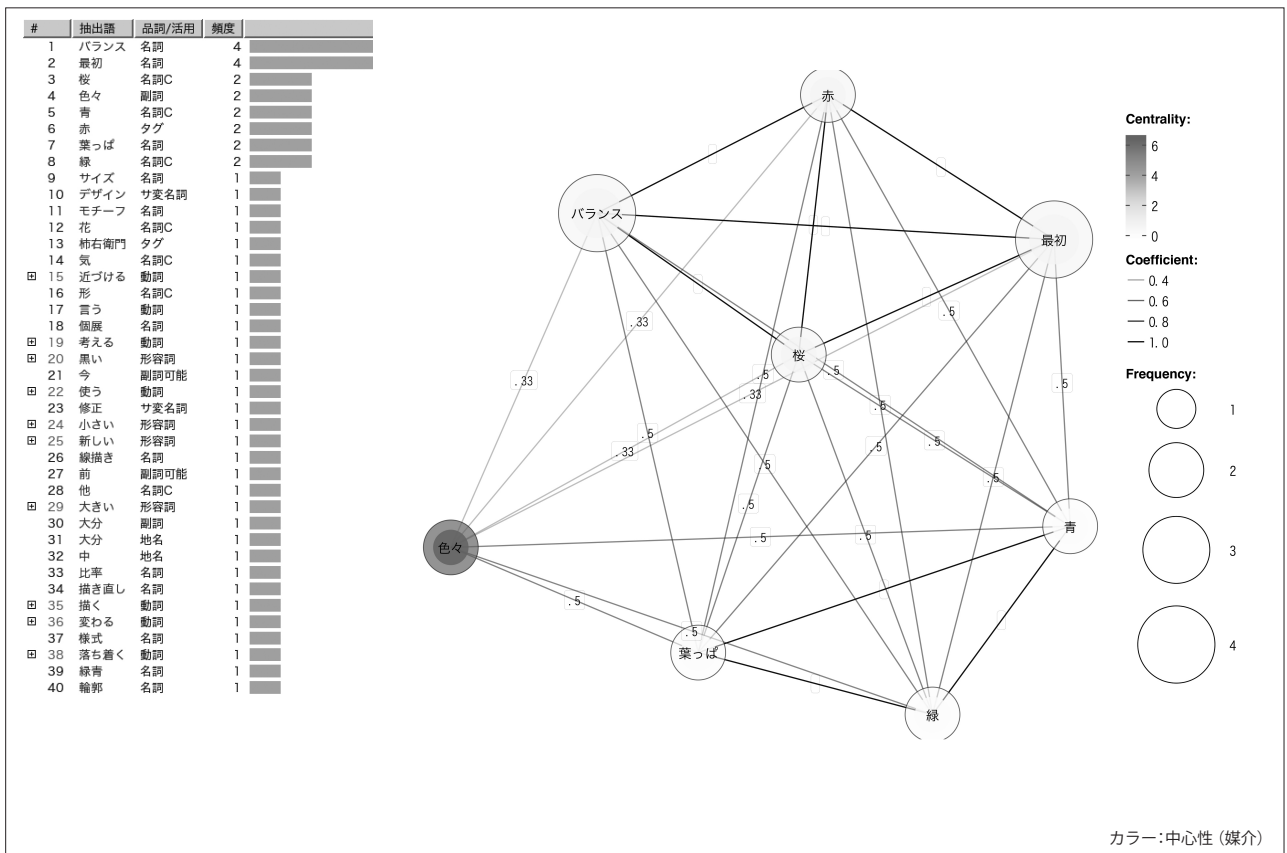 # 抽出語 品詞/活用 頻度
1 バランス 名詞 4
2 最初 名詞 4
3 桜 名詞C 2
4 色々 副詞 2
5 青 名詞C 2
6 赤 タグ 2
7 葉っぱ 名詞 2
8 緑 名詞C 2
9 サイズ 名詞 1
10 デザイン サ変名詞 1
11 モチーフ 名詞 1
12 花 名詞C 1
13 柿右衛門 タグ 1
14 気 名詞C 1
15 近づける 動詞 1
16 形 名詞C 1
17 言う 動詞 1
18 個展 名詞 1
19 考える 動詞 1
20 黒い 形容詞 1
21 今 副詞可能 1
22 使う 動詞 1
23 修正 サ変名詞 1
24 小さい 形容詞 1
25 新しい 形容詞 1
26 線描き 名詞 1
27 前 副詞可能 1
28 他 名詞C 1
29 大きい 形容詞 1
30 大分 副詞 1
31 大分 地名 1
32 中 地名 1
33 比率 名詞 1
34 描き直し 名詞 1
35 描く 動詞 1
36 変わる 動詞 1
37 様式 名詞 1
38 落ち着く 動詞 1
39 緑青 名詞 1
40 輪郭 名詞 1
赤
バランス
最初
.33
.5
桜
.33
.5
.5
.5
.33
.5
.5
.33
.5
.5
.5
.5
.5
青
.5
.5
色々
.5
.5
葉っぱ
緑
Centrality:
6
4
2
0
Coefficient:
0.4
0.6
0.8
1.0
Frequency:
1
2
3
4
カラー：中心性（媒介）